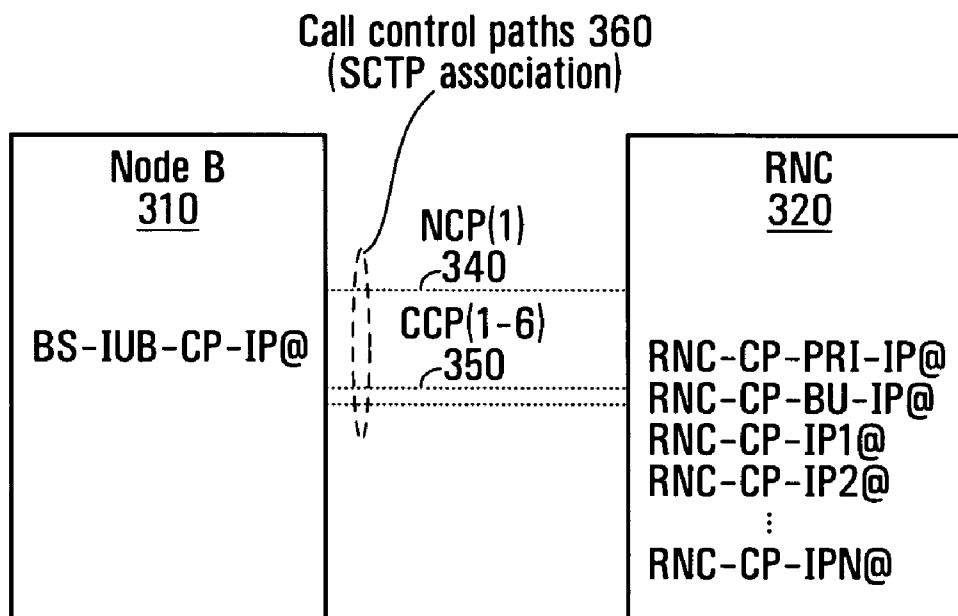 Call control paths 360
(SCTP association)
Node B
310
RNC
320
NCP(1)
340
CCP(1-6)
350
BS-IUB-CP-IP@
RNC-CP-PRI-IP@
RNC-CP-BU-IP@
RNC-CP-IP1@
RNC-CP-IP2@
⋮
RNC-CP-IPN@